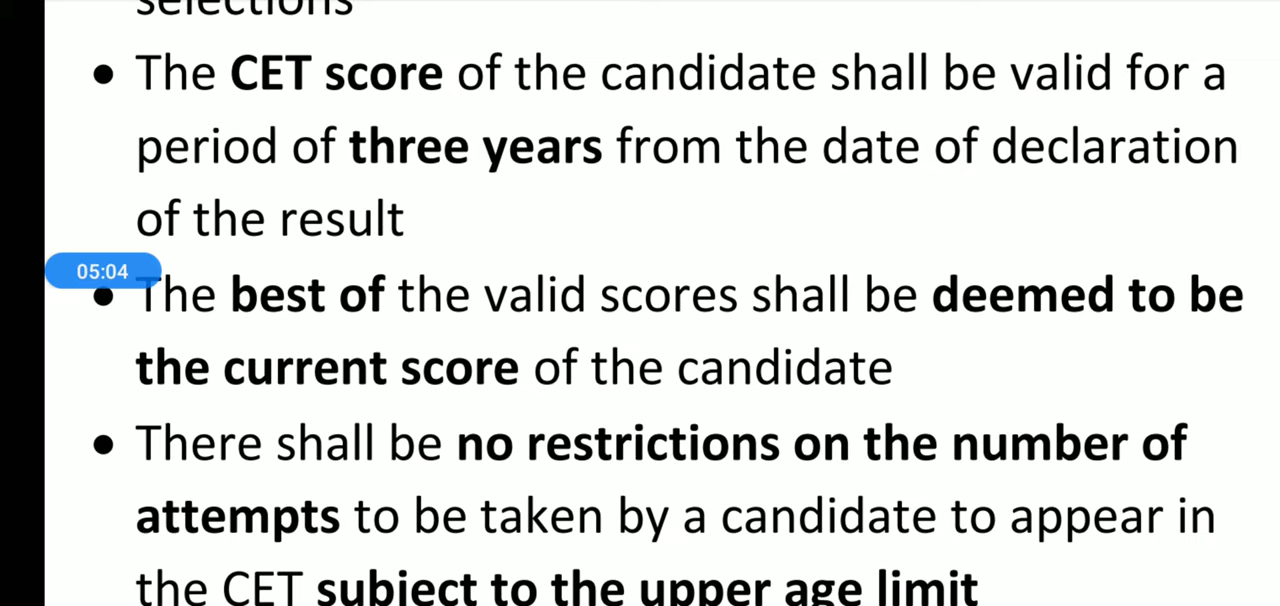 selections
• The CET score of the candidate shall be valid for a
period of three years from the date of declaration
of the result
05:04
• The best of the valid scores shall be deemed to be
the current score of the candidate
• There shall be no restrictions on the number of
attempts to be taken by a candidate to appear in
the CET subject to the upper age limit